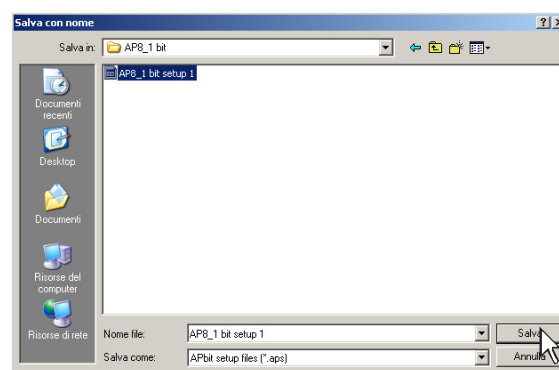 Salva con nome
Salva in: AP8_1 bit
AP8_1 bit setup 1
Documenti
recenti
Desktop
Documenti
Risorse del
computer
Risorse di rete
Nome file: AP8_1 bit setup 1 Salva
Salva come: APbit setup files (*.aps) Annulla